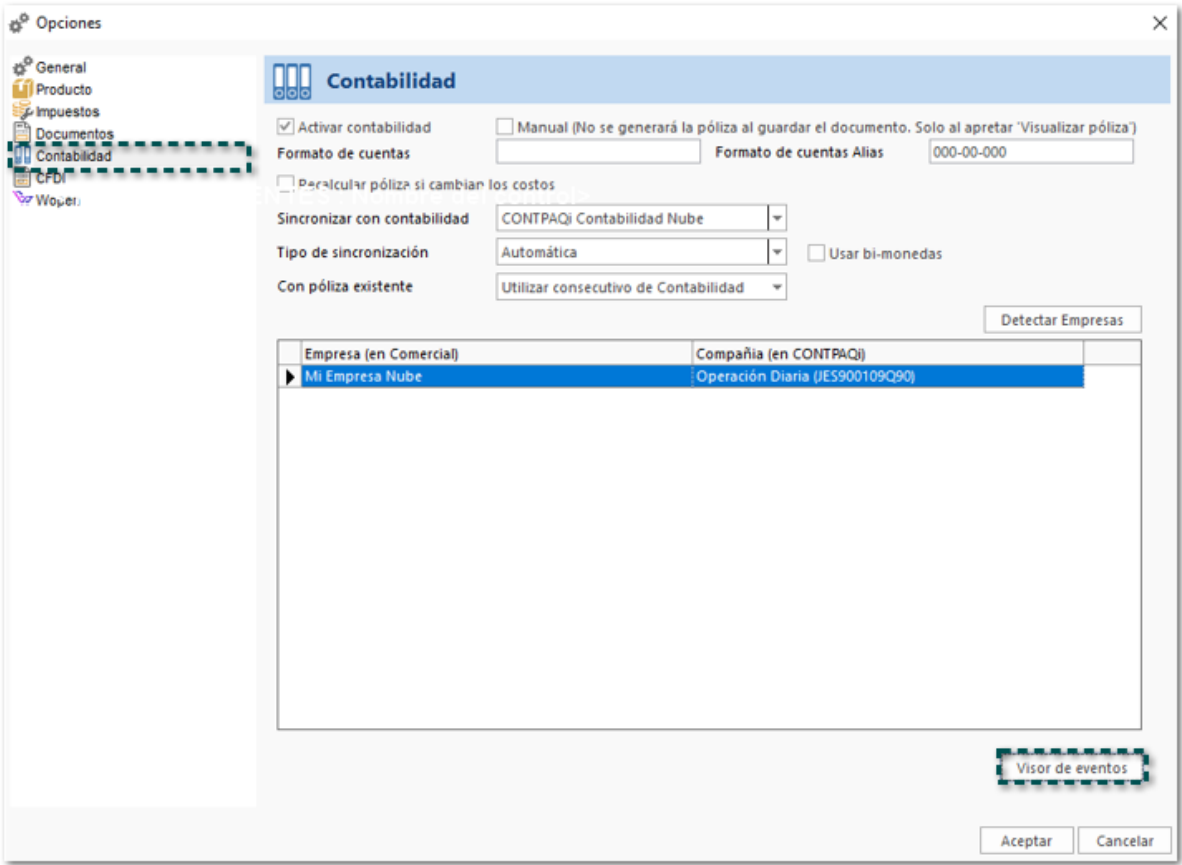 Opciones
General
Producto
Impuestos
Documentos
Contabilidad
CFDI
Contabilidad
Activar contabilidad
Manual (No se generará la póliza al guardar el documento. Solo al apretar 'Visualizar póliza')
Formato de cuentas
Formato de cuentas Alias
000-00-000
Recalcular póliza si cambian los costos
ENTES : Nombre del control>
Sincronizar con contabilidad
CONTPAQi Contabilidad Nube
Tipo de sincronización
Automática
Usar bi-monedas
Con póliza existente
Utilizar consecutivo de Contabilidad
Detectar Empresas
Empresa (en Comercial)
Compañia (en CONTPAQi)
Mi Empresa Nube
Operación Diaria (JES900109Q90)
Visor de eventos
Aceptar
Cancelar